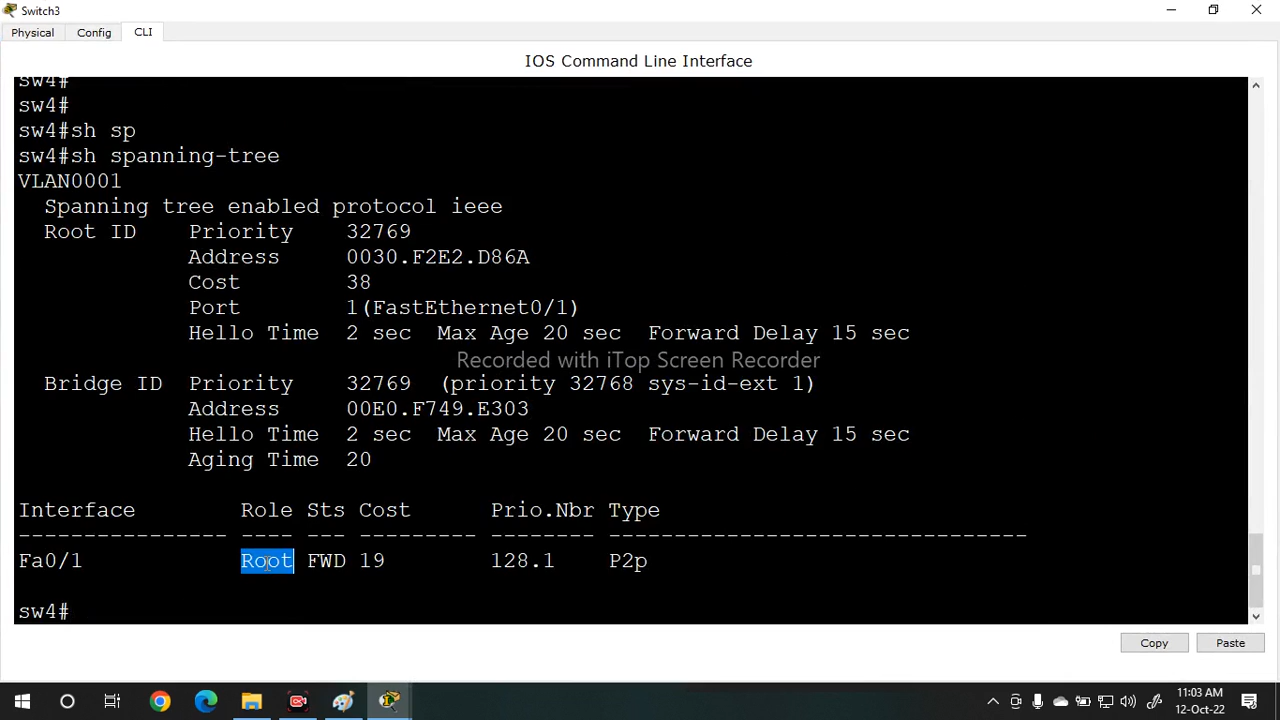 Switch3
Physical Config CLI
IOS Command Line Interface
sw4#
sw4#
sw4#sh sp
sw4#sh spanning-tree
VLAN0001
Spanning tree enabled protocol ieee
Root ID Priority 32769
Address 0030.F2E2.D86A
Cost 38
Port 1(FastEthernet0/1)
Hello Time 2 sec Max Age 20 sec Forward Delay 15 sec
Recorded with iTop Screen Recorder
Bridge ID Priority 32769 (priority 32768 sys-id-ext 1)
Address 00E0.F749.E303
Hello Time 2 sec Max Age 20 sec Forward Delay 15 sec
Aging Time 20
Interface Role Sts Cost Prio.Nbr Type
---------------- ---- --- --------- -------- --------------------------------
Fa0/1 Root FWD 19 128.1 P2p
sw4#
Copy Paste
11:03 AM
12-Oct-22